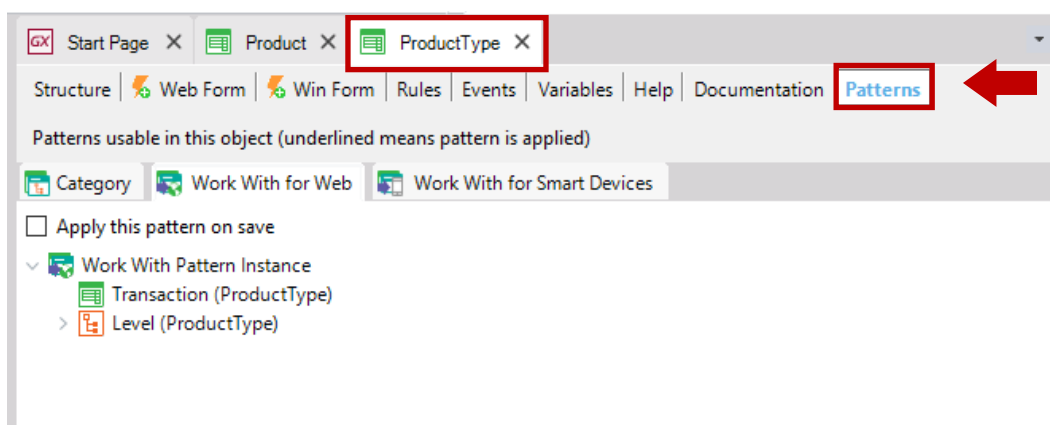 GX Start Page Product ProductType
Structure Web Form Win Form Rules Events Variables Help Documentation Patterns
Patterns usable in this object (underlined means pattern is applied)
Category Work With for Web Work With for Smart Devices
Apply this pattern on save
Work With Pattern Instance
Transaction (ProductType)
Level (ProductType)